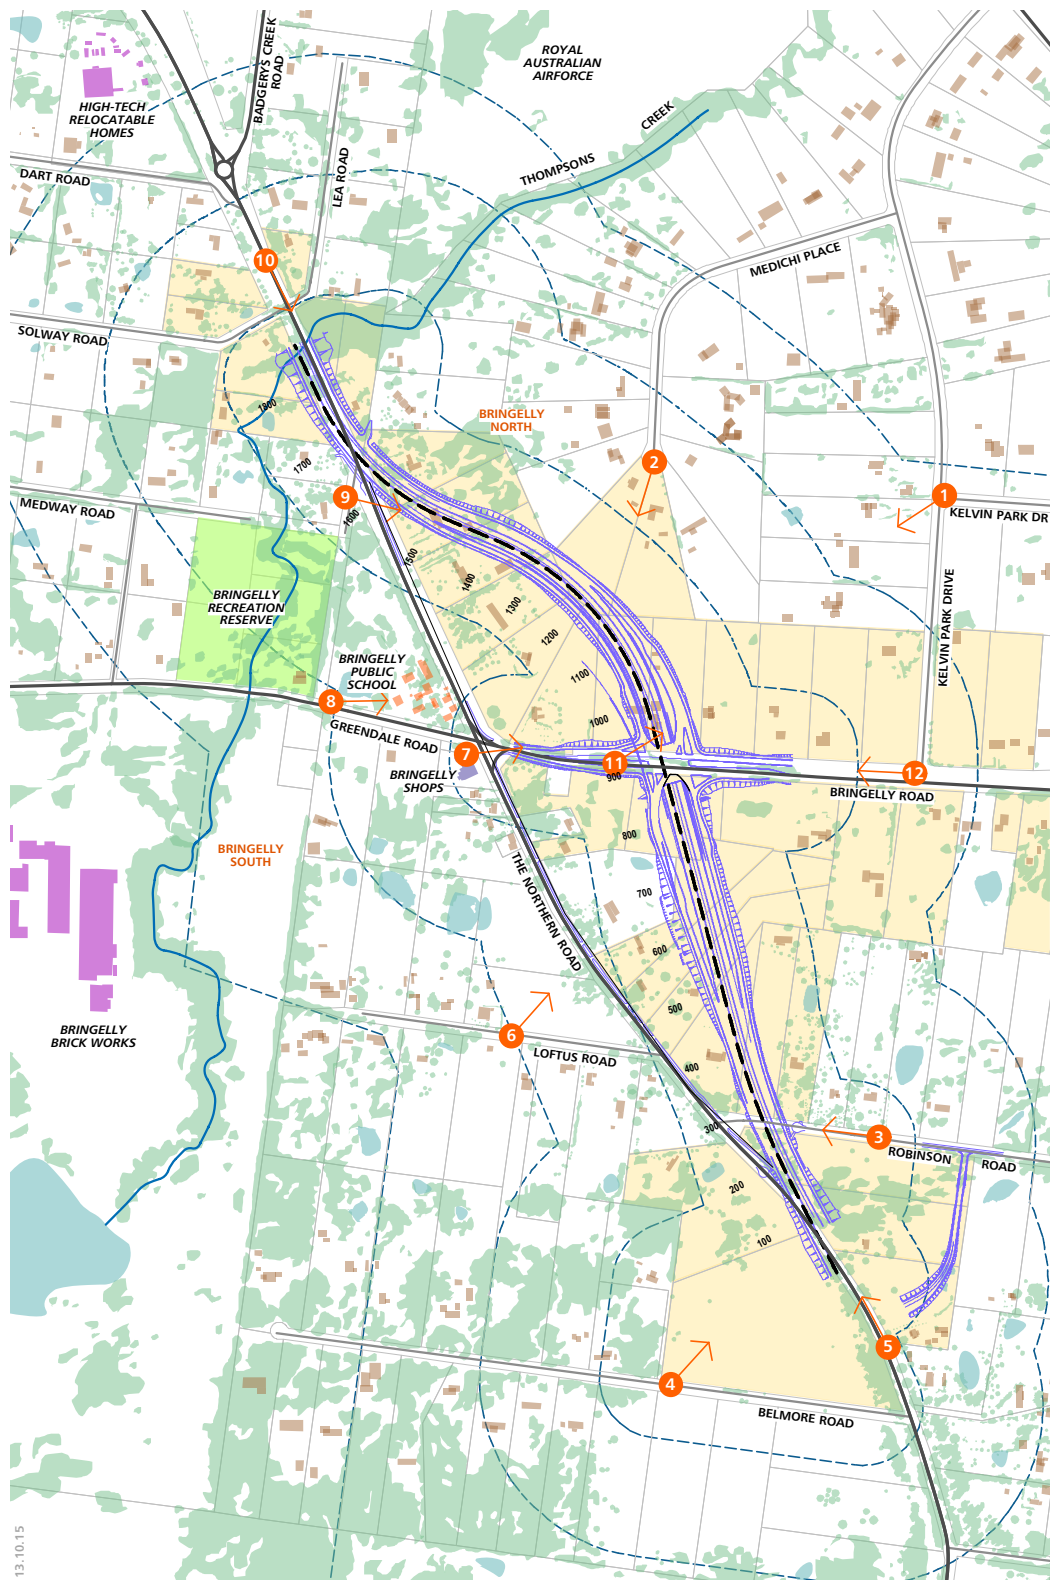 ROYAL
AUSTRALIAN
AIRFORCE
BADGERYS CREEK
ROAD
HIGH-TECH
RELOCATABLE
HOMES
CREEK
THOMPSONS
LEA ROAD
DART ROAD
10
MEDICHI PLACE
SOLWAY ROAD
1800
BRINGELLY
NORTH
1700
2
1
9
MEDWAY ROAD
1600
KELVIN PARK DR
1500
1400
1300
BRINGELLY
RECREATION
RESERVE
1200
KELVIN PARK DRIVE
BRINGELLY
PUBLIC
SCHOOL
1100
8
1000
GREENDALE ROAD
7
11
12
BRINGELLY
SHOPS
900
BRINGELLY ROAD
800
BRINGELLY
SOUTH
THE NORTHERN ROAD
700
600
500
BRINGELLY
BRICK WORKS
6
LOFTUS ROAD
400
300
3
ROBINSON
ROAD
200
100
5
4
BELMORE ROAD
13.10.15